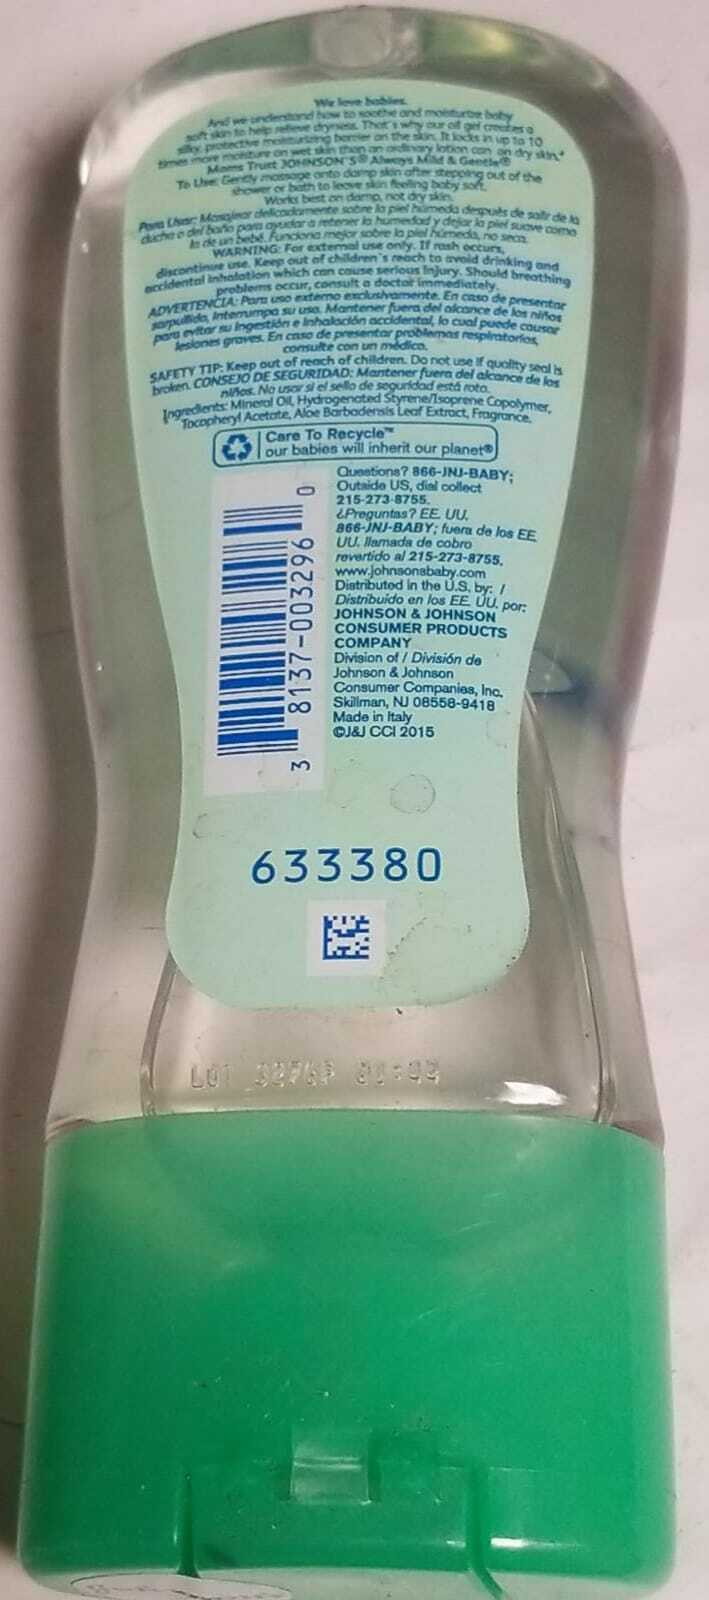 We love babies.
And we understand how to soothe and moisturize baby
soft skin to help relieve dryness. That's why our oil gel creates a
silky, protective moisturizing barrier on the skin. It locks in up to 10
times more moisture on wet skin than an ordinary lotion can on dry skin.*
Moms Trust JOHNSON'S® Always Mild & Gentle®
To Use: Gently massage onto damp skin after stepping out of the
shower or bath to leave skin feeling baby soft.
Works best on damp, not dry skin.
Para Usar: Masajear delicadamente sobre la piel húmeda después de salir de la
ducha o del baño para ayudar a retener la humedad y dejar la piel suave como
la de un bebé. Funciona mejor sobre la piel húmeda, no seca.
WARNING: For external use only. If rash occurs,
discontinue use. Keep out of children's reach to avoid drinking and
accidental inhalation which can cause serious injury. Should breathing
problems occur, consult a doctor immediately.
ADVERTENCIA: Para uso externo exclusivamente. En caso de presentar
sarpullido, interrumpa su uso. Mantener fuera del alcance de los niños
para evitar su ingestión e inhalación accidental, lo cual puede causar
lesiones graves. En caso de presentar problemas respiratorios,
consulte con un médico.
SAFETY TIP: Keep out of reach of children. Do not use if quality seal is
broken. CONSEJO DE SEGURIDAD: Mantener fuera del alcance de los
niños. No usar si el sello de seguridad está roto.
Ingredients: Mineral Oil, Hydrogenated Styrene/Isoprene Copolymer,
Tocopheryl Acetate, Aloe Barbadensis Leaf Extract, Fragrance.
Care To Recycle™
our babies will inherit our planet®
Questions? 866-JNJ-BABY;
Outside US, dial collect
215-273-8755.
¿Preguntas? EE. UU.
866-JNJ-BABY; fuera de los EE.
UU. llamada de cobro
revertido al 215-273-8755.
www.johnsonsbaby.com
Distributed in the U.S. by: /
Distribuido en los EE. UU. por:
JOHNSON & JOHNSON
CONSUMER PRODUCTS
COMPANY
Division of / División de
Johnson & Johnson
Consumer Companies, Inc.
Skillman, NJ 08558-9418
Made in Italy
©J&J CCI 2015
3 8137-003296 0
633380
LOT